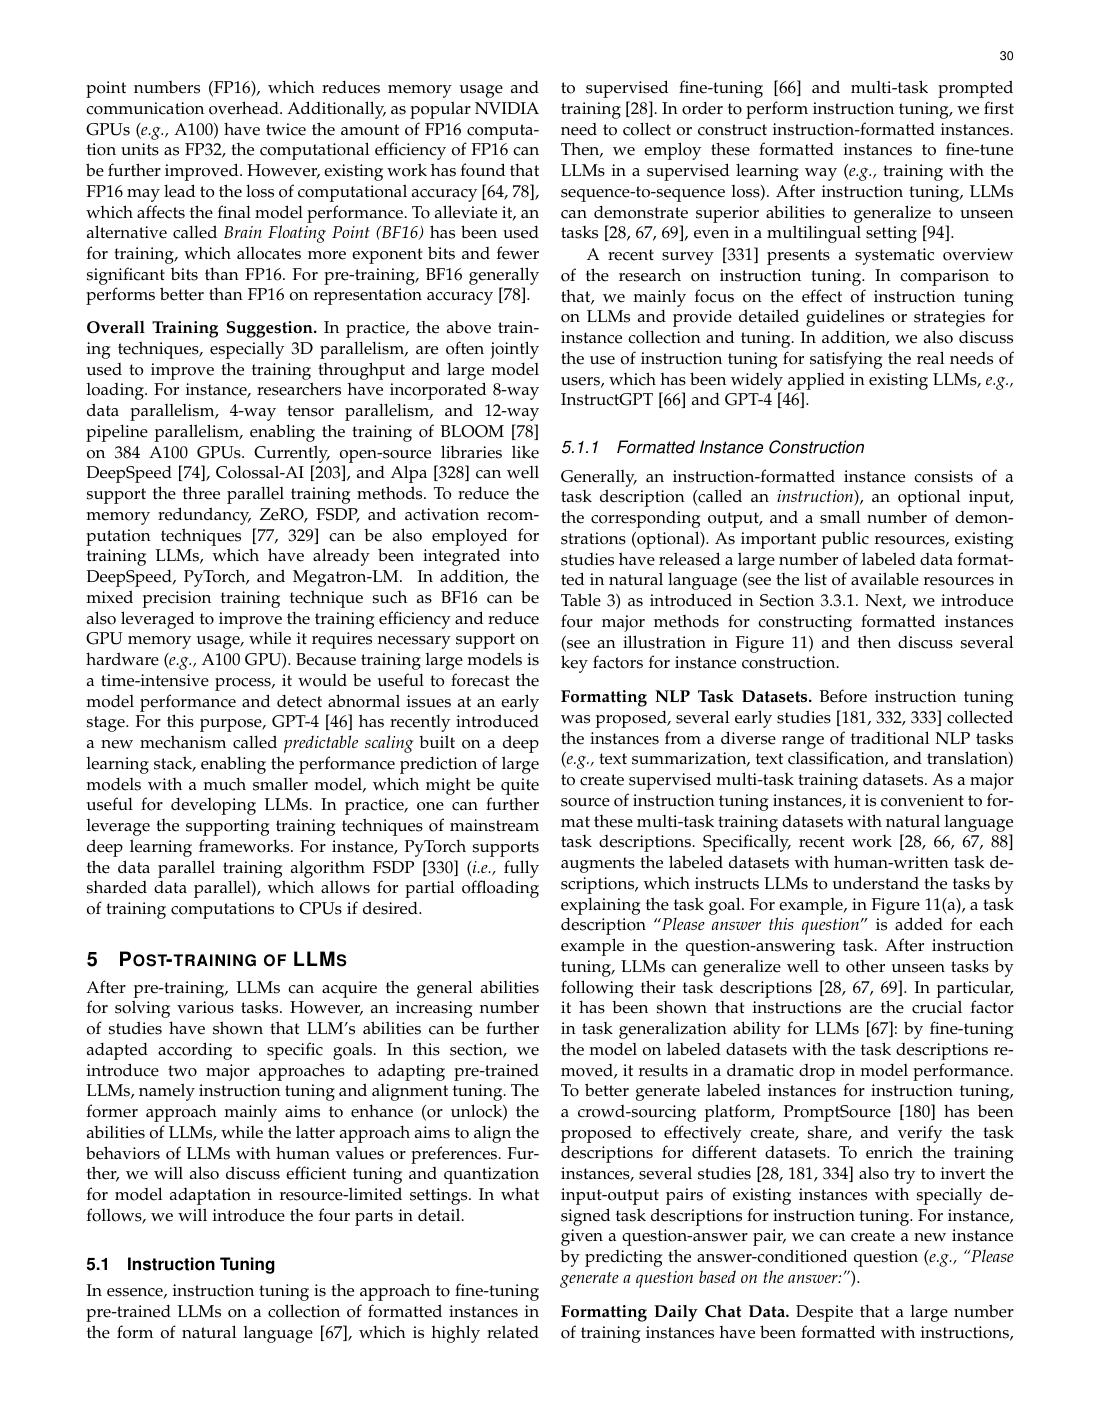 30
point numbers (FP16), which reduces memory usage and
communication overhead. Additionally, as popular NVIDIA
GPUs (e.g., A100) have twice the amount of FP16 computa-
tion units as FP32, the computational efficiency of FP16 can
be further improved. However, existing work has found that
FP16 may lead to the loss of computational accuracy [64, 78],
which affects the final model performance. To alleviate it, an
alternative called Brain Floating Point (BF16) has been used
for training, which allocates more exponent bits and fewer
significant bits than FP16. For pre-training, BF16 generally
performs better than FP16 on representation accuracy [78].
Overall Training Suggestion. In practice, the above train-
ing techniques, especially 3D parallelism, are often jointly
used to improve the training throughput and large model
loading. For instance, researchers have incorporated 8-way
data parallelism, 4-way tensor parallelism, and 12-way
pipeline parallelism, enabling the training of BLOOM [78]
on 384 A100 GPUs. Currently, open-source libraries like
DeepSpeed [74], Colossal-AI [203], and Alpa [328] can well
support the three parallel training methods. To reduce the
memory redundancy, ZeRO, FSDP, and activation recom-
putation techniques [77, 329] can be also employed for
training LLMs, which have already been integrated into
DeepSpeed, PyTorch, and Megatron-LM. In addition, the
mixed precision training technique such as BF16 can be
also leveraged to improve the training efficiency and reduce
GPU memory usage, while it requires necessary support on
hardware (e.g., A100 GPU). Because training large models is
a time-intensive process, it would be useful to forecast the
model performance and detect abnormal issues at an early
stage. For this purpose, GPT-4 [46] has recently introduced
a new mechanism called predictable scaling built on a deep
learning stack, enabling the performance prediction of large
models with a much smaller model, which might be quite
useful for developing LLMs. In practice, one can further
leverage the supporting training techniques of mainstream
deep learning frameworks. For instance, PyTorch supports
the data parallel training algorithm FSDP [330] (i.e., fully
sharded data parallel), which allows for partial offloading
of training computations to CPUs if desired.
5 POST-TRAINING OF LLMS
After pre-training, LLMs can acquire the general abilities
for solving various tasks. However, an increasing number
of studies have shown that LLM's abilities can be further
adapted according to specific goals. In this section, we
introduce two major approaches to adapting pre-trained
LLMs, namely instruction tuning and alignment tuning. The
former approach mainly aims to enhance (or unlock) the
abilities of LLMs, while the latter approach aims to align the
behaviors of LLMs with human values or preferences. Fur-
ther, we will also discuss efficient tuning and quantization
for model adaptation in resource-limited settings. In what
follows, we will introduce the four parts in detail.
5.1 Instruction Tuning
In essence, instruction tuning is the approach to fine-tuning
pre-trained LLMs on a collection of formatted instances in
the form of natural language [67], which is highly related
to supervised fine-tuning [66] and multi-task prompted
training [28]. In order to perform instruction tuning, we first
need to collect or construct instruction-formatted instances.
Then, we employ these formatted instances to fine-tune
LLMs in a supervised learning way (e.g., training with the
sequence-to-sequence loss). After instruction tuning, LLMs
can demonstrate superior abilities to generalize to unseen
tasks [28, 67, 69], even in a multilingual setting [94].
A recent survey [331] presents a systematic overview
of the research on instruction tuning. In comparison to
that, we mainly focus on the effect of instruction tuning
on LLMs and provide detailed guidelines or strategies for
instance collection and tuning. In addition, we also discuss
the use of instruction tuning for satisfying the real needs of
users, which has been widely applied in existing LLMs, e.g.,
InstructGPT [66] and GPT-4 [46].
5.1.1 Formatted Instance Construction
Generally, an instruction-formatted instance consists of a
task description (called an instruction), an optional input,
the corresponding output, and a small number of demon-
strations (optional). As important public resources, existing
studies have released a large number of labeled data format-
ted in natural language (see the list of available resources in
Table 3) as introduced in Section 3.3.1. Next, we introduce
four major methods for constructing formatted instances
(see an illustration in Figure 11) and then discuss several
key factors for instance construction.
Formatting NLP Task Datasets. Before instruction tuning
was proposed, several early studies [181, 332, 333] collected
the instances from a diverse range of traditional NLP tasks
(e.g., text summarization, text classification, and translation)
to create supervised multi-task training datasets. As a major
source of instruction tuning instances, it is convenient to for-
mat these multi-task training datasets with natural language
task descriptions. Specifically, recent work [28, 66, 67, 88]
augments the labeled datasets with human-written task de-
scriptions, which instructs LLMs to understand the tasks by
explaining the task goal. For example, in Figure 11(a), a task
description “Please answer this question” is added for each
example in the question-answering task. After instruction
tuning, LLMs can generalize well to other unseen tasks by
following their task descriptions [28, 67, 69]. In particular,
it has been shown that instructions are the crucial factor
in task generalization ability for LLMs [67]: by fine-tuning
the model on labeled datasets with the task descriptions re-
moved, it results in a dramatic drop in model performance.
To better generate labeled instances for instruction tuning,
a crowd-sourcing platform, PromptSource [180] has been
proposed to effectively create, share, and verify the task
descriptions for different datasets. To enrich the training
instances, several studies [28, 181, 334] also try to invert the
input-output pairs of existing instances with specially de-
signed task descriptions for instruction tuning. For instance,
given a question-answer pair, we can create a new instance
by predicting the answer-conditioned question (e.g., “Please
generate a question based on the answer:”).
Formatting Daily Chat Data. Despite that a large number
of training instances have been formatted with instructions,